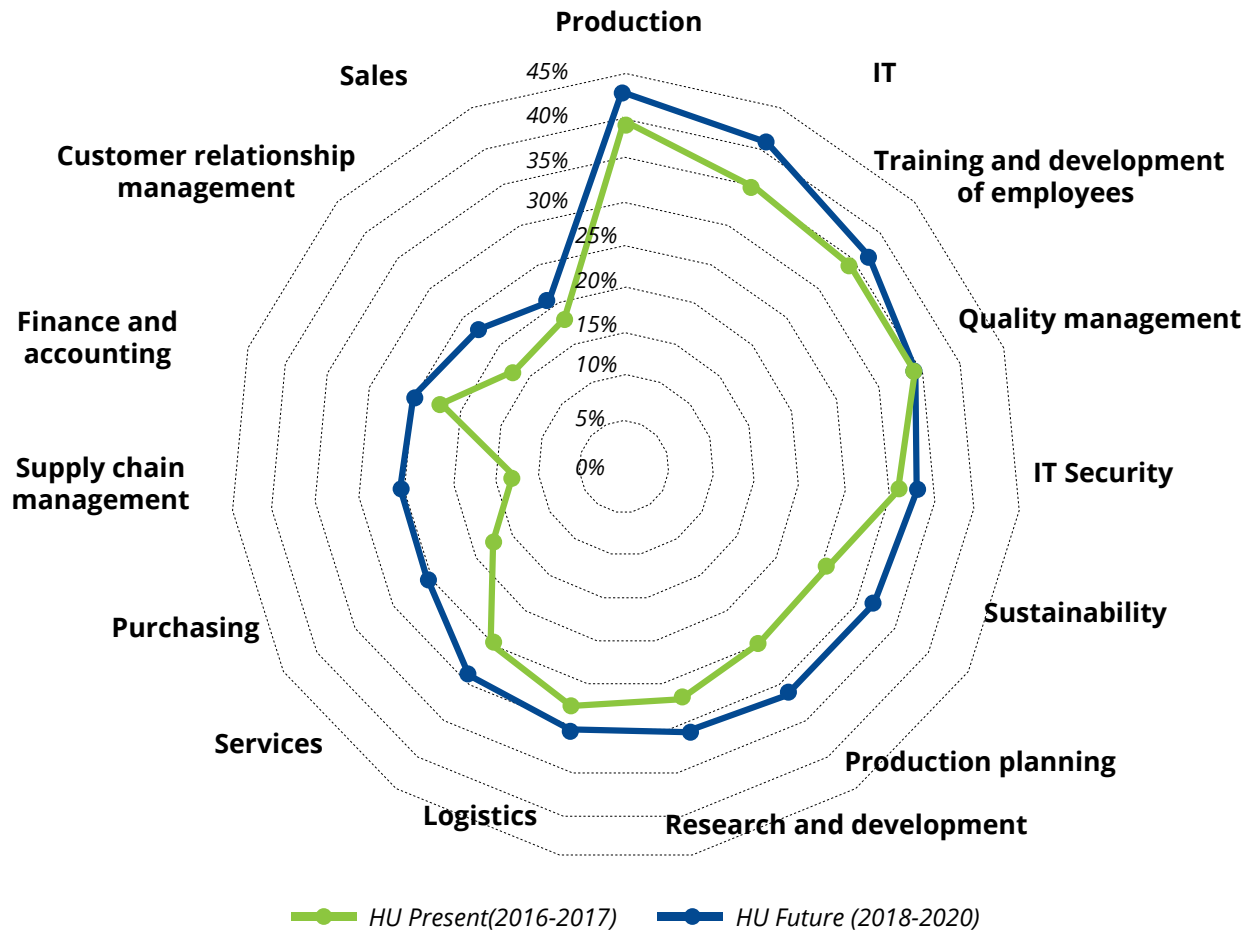 Production
IT
Sales
45%
40%
35%
30%
25%
20%
15%
10%
5%
0%
Training and development
of employees
Customer relationship
management
Quality management
Finance and
accounting
IT Security
Supply chain
management
Sustainability
Purchasing
Production planning
Services
Research and development
Logistics
HU Present(2016-2017)
HU Future (2018-2020)